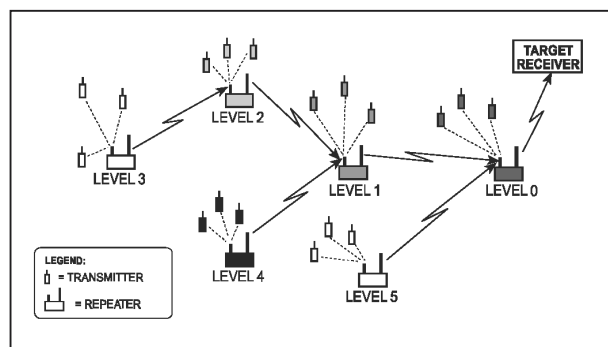 TARGET
RECEIVER
LEVEL 2
LEVEL 3
LEVEL 1
LEVEL 0
LEVEL 4
LEVEL 5
LEGEND:
= TRANSMITTER
= REPEATER